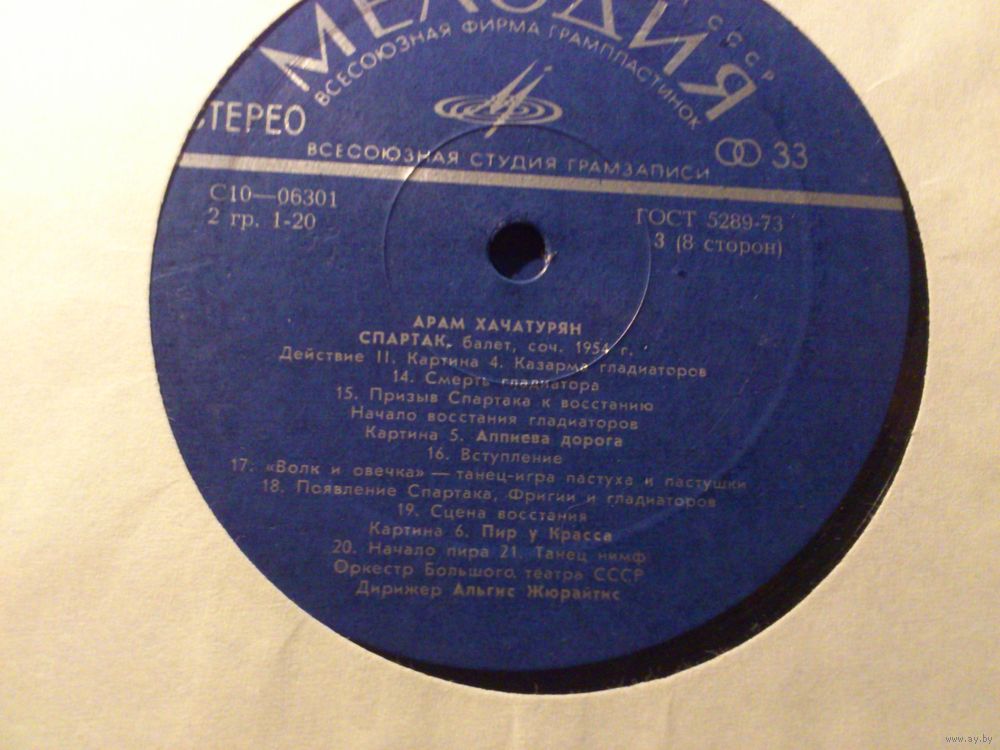 МЕЛОДИЯ
СССР
ВСЕСОЮЗНАЯ ФИРМА ГРАМПЛАСТИНОК
СТЕРЕО
33
ВСЕСОЮЗНАЯ СТУДИЯ ГРАМЗАПИСИ
С10—06301
2 гр. 1-20
ГОСТ 5289-73
3 (8 сторон)
АРАМ ХАЧАТУРЯН
СПАРТАК, балет, соч. 1954 г.
Действие II. Картина 4. Казарма гладиаторов
14. Смерть гладиатора
15. Призыв Спартака к восстанию
Начало восстания гладиаторов
Картина 5. Аппиева дорога
16. Вступление
17. «Волк и овечка» — танец-игра пастуха и пастушки
18. Появление Спартака, Фригии и гладиаторов
19. Сцена восстания
Картина 6. Пир у Красса
20. Начало пира 21. Танец нимф
Оркестр Большого театра СССР
Дирижер Альгис Жюрайтис
www.ay.by